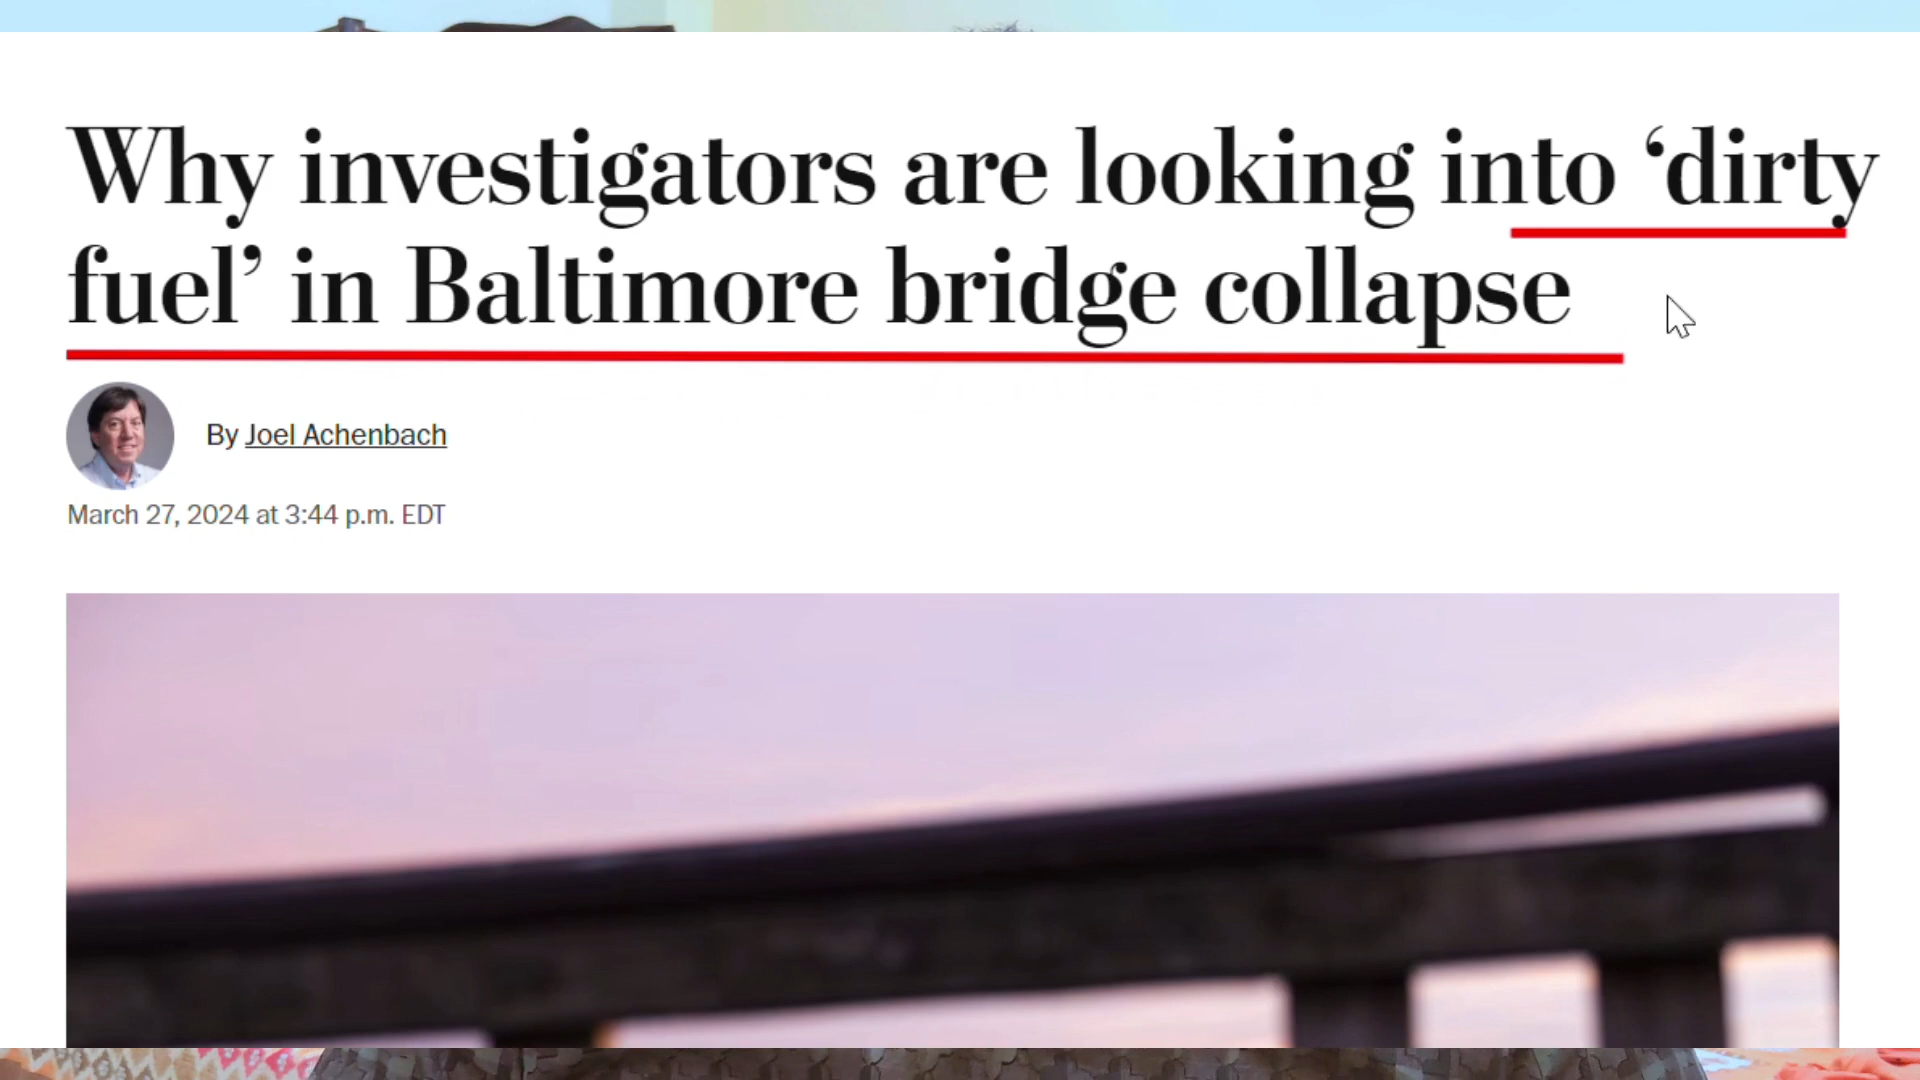 Why investigators are looking into ‘dirty
fuel’ in Baltimore bridge collapse
By Joel Achenbach
March 27, 2024 at 3:44 p.m. EDT